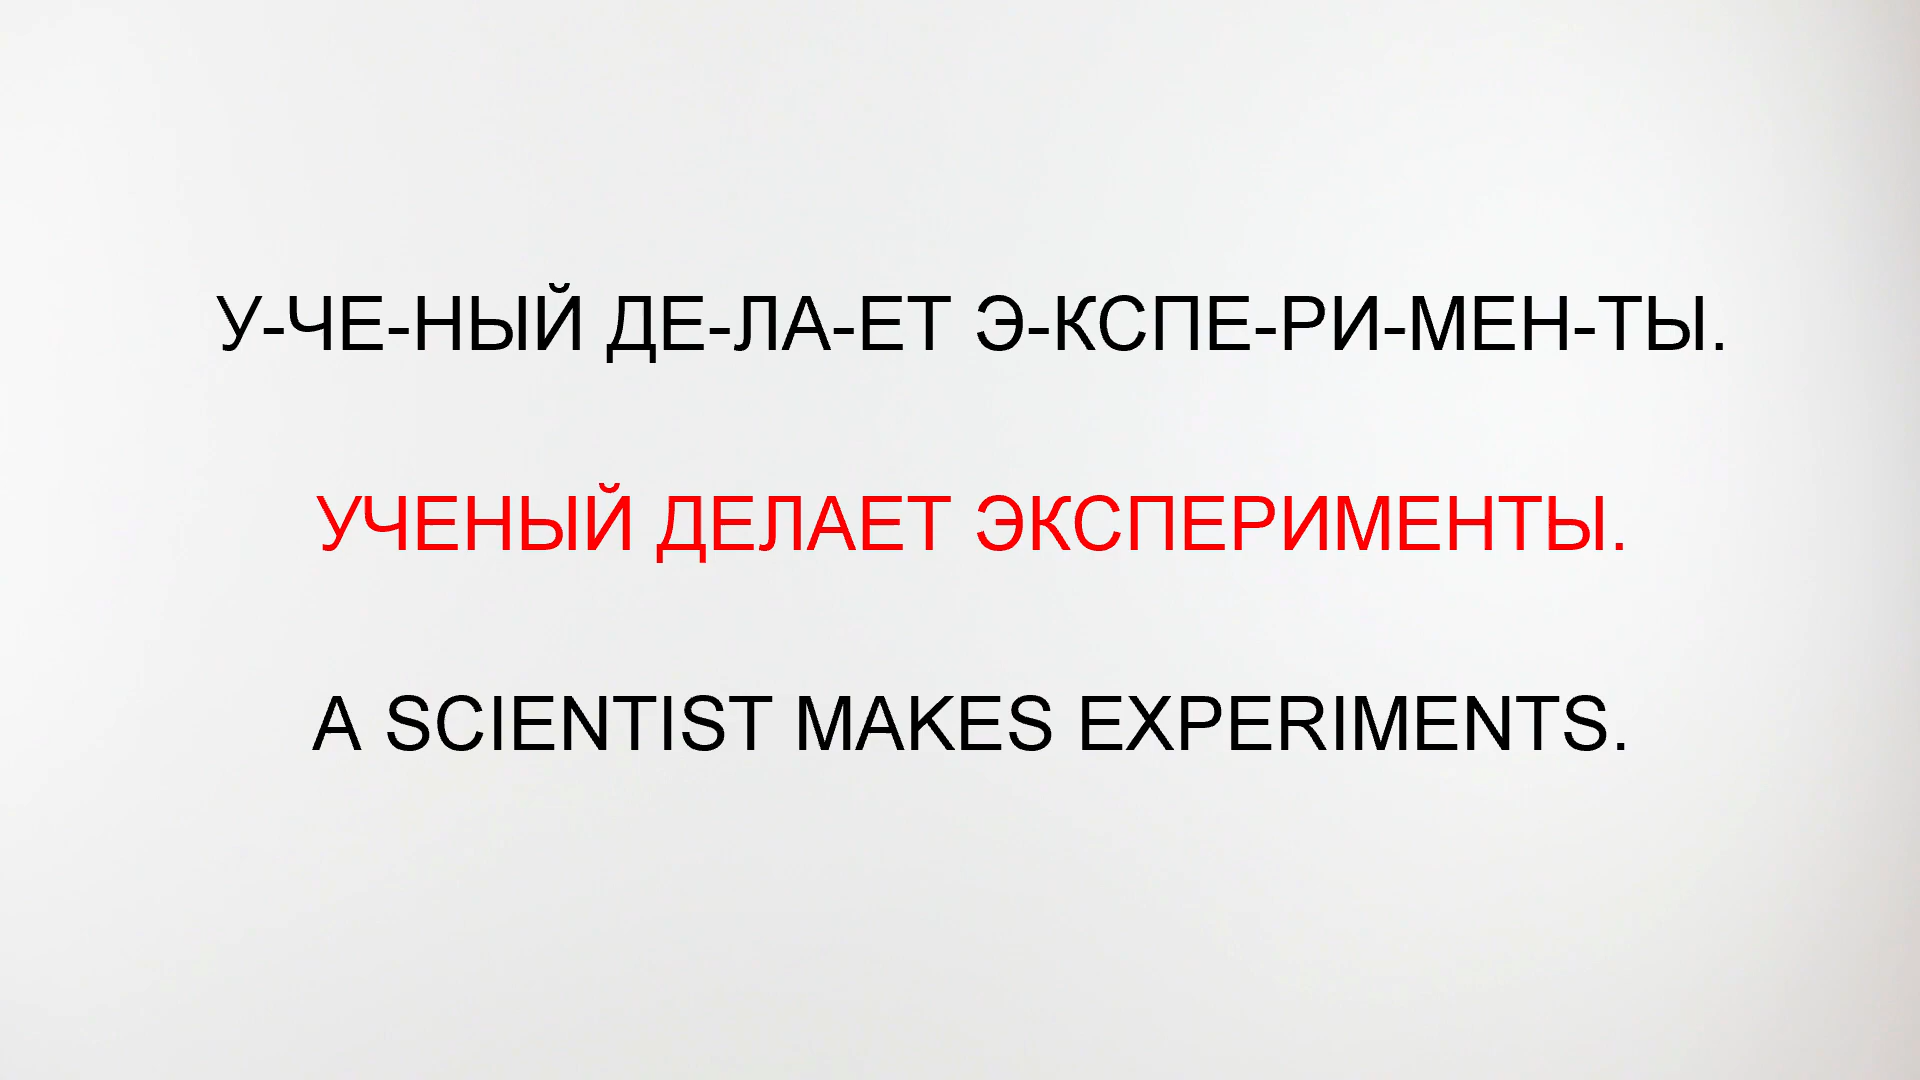 У-ЧЕ-НЫЙ ДЕ-ЛА-ЕТ Э-КСПЕ-РИ-МЕН-ТЫ.
УЧЕНЫЙ ДЕЛАЕТ ЭКСПЕРИМЕНТЫ.
A SCIENTIST MAKES EXPERIMENTS.